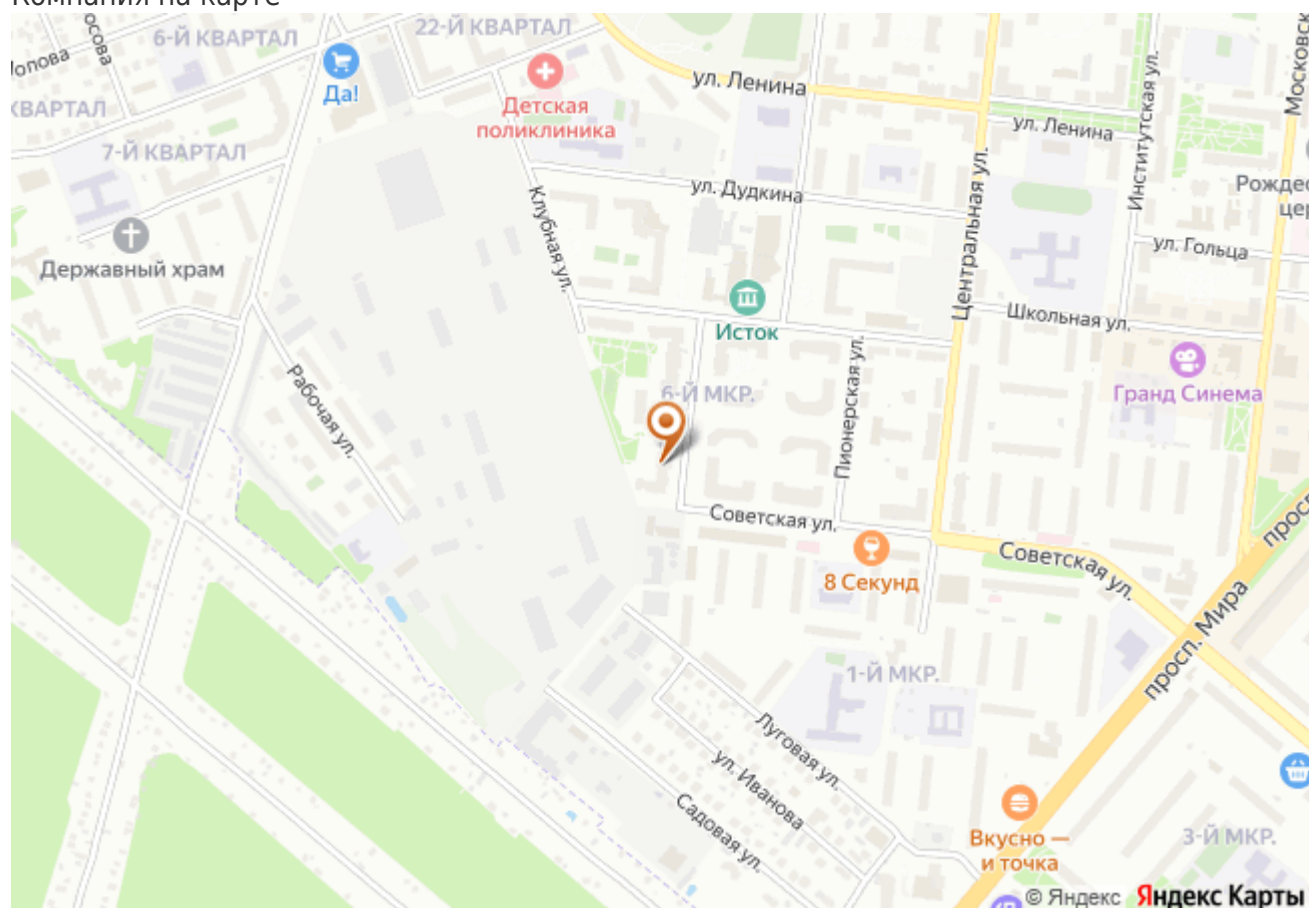 Компания на карте
22-Й КВАРТАЛ
6-Й КВАРТАЛ
Да!
Детская
поликлиника
ул. Ленина
ул. Ленина
Институтская ул.
КВАРТАЛ
7-Й КВАРТАЛ
ул. Дудкина
Центральная ул.
Клубная ул.
ул. Гольца
Державный храм
Исток
Школьная ул.
Гранд Синема
Рабочая ул.
6-Й МКР.
Пионерская ул.
Советская ул.
8 Секунд
Советская ул.
просп. Мира
1-Й МКР.
Луговая ул.
ул. Иванова
Садовая ул.
Вкусно —
и точка
3-Й МКР.
© Яндекс Яндекс Карты